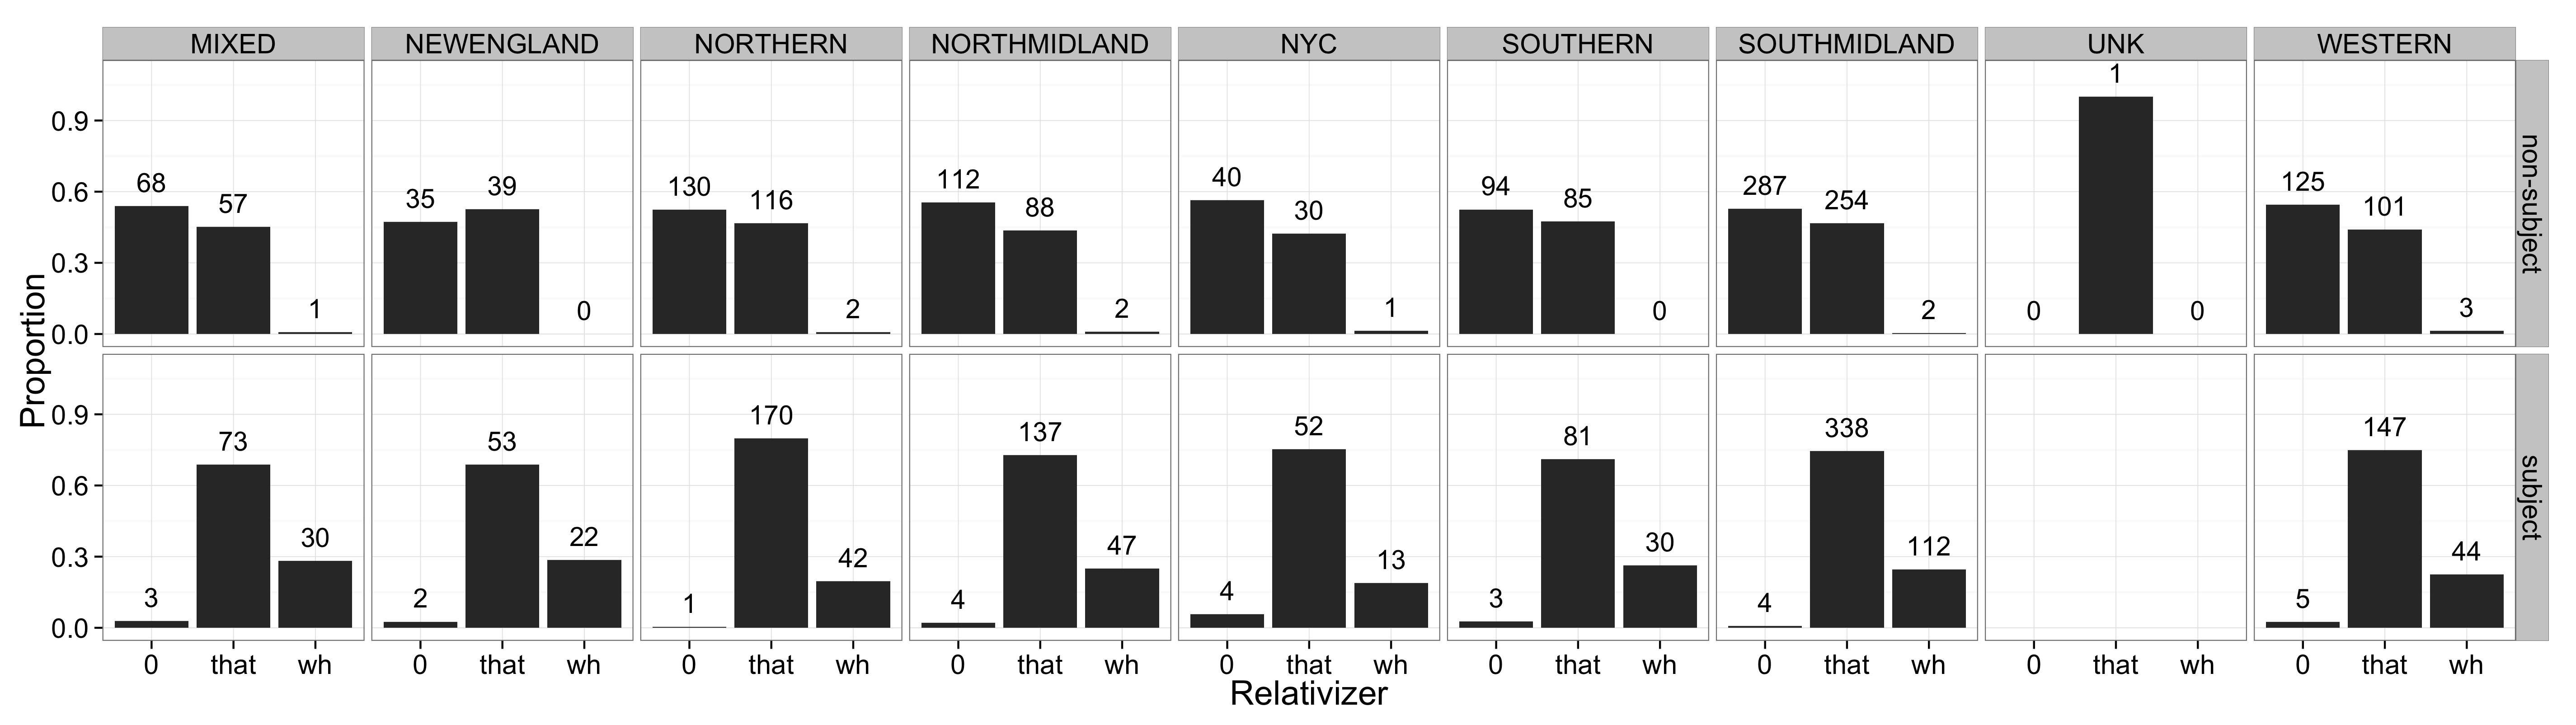 MIXED NEWENGLAND NORTHERN NORTHMIDLAND NYC SOUTHERN SOUTHMIDLAND UNK WESTERN
1
0.9
68 57 1 35 39 0 130 116 2 112 88 2 40 30 1 94 85 0 287 254 2 0 0 125 101 3
0.6
0.3
0.0
non-subject
Proportion
0.9
3 73 30 2 53 22 1 170 42 4 137 47 4 52 13 3 81 30 4 338 112 5 147 44
0.6
0.3
0.0
subject
0 that wh 0 that wh 0 that wh 0 that wh 0 that wh 0 that wh 0 that wh 0 that wh 0 that wh
Relativizer